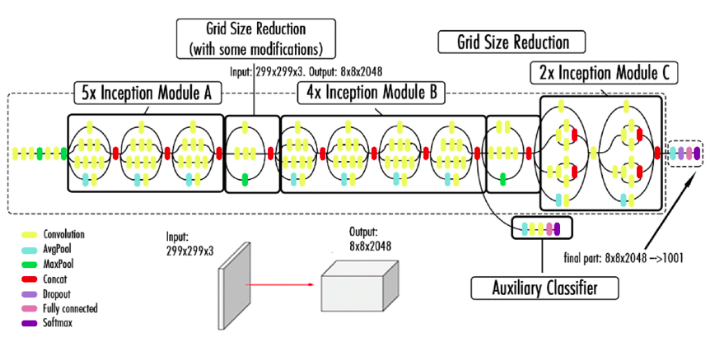 Grid Size Reduction
(with some modifications)
Grid Size Reduction
Input: 299x299x3, Output: 8x8x2048
2x Inception Module C
5x Inception Module A
4x Inception Module B
Convolution
AvgPool
MaxPool
Concat
Dropout
Fully connected
Softmax
Input:
299x299x3
Output:
8x8x2048
final part: 8x8x2048 –>1001
Auxiliary Classifier